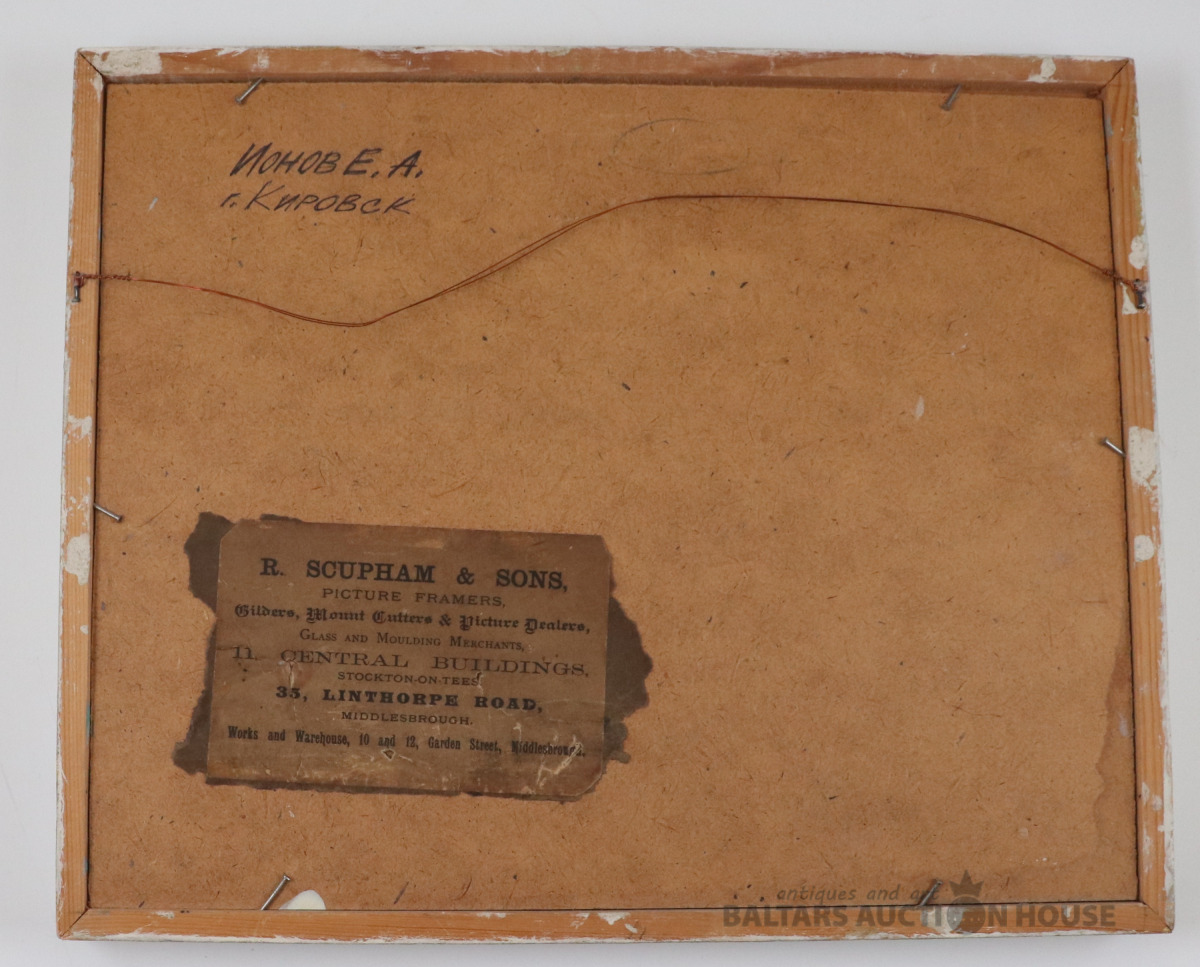 Ионов Е. А.
г. Кировск
R. SCUPHAM & SONS,
PICTURE FRAMERS,
Gilders, Mount Cutters & Picture Dealers,
GLASS AND MOULDING MERCHANTS,
11, CENTRAL BUILDINGS,
STOCKTON-ON-TEES.
35, LINTHORPE ROAD,
MIDDLESBROUGH.
Works and Warehouse, 10 and 12, Garden Street, Middlesbrough.
antiques and art
BALTARS AUCTION HOUSE